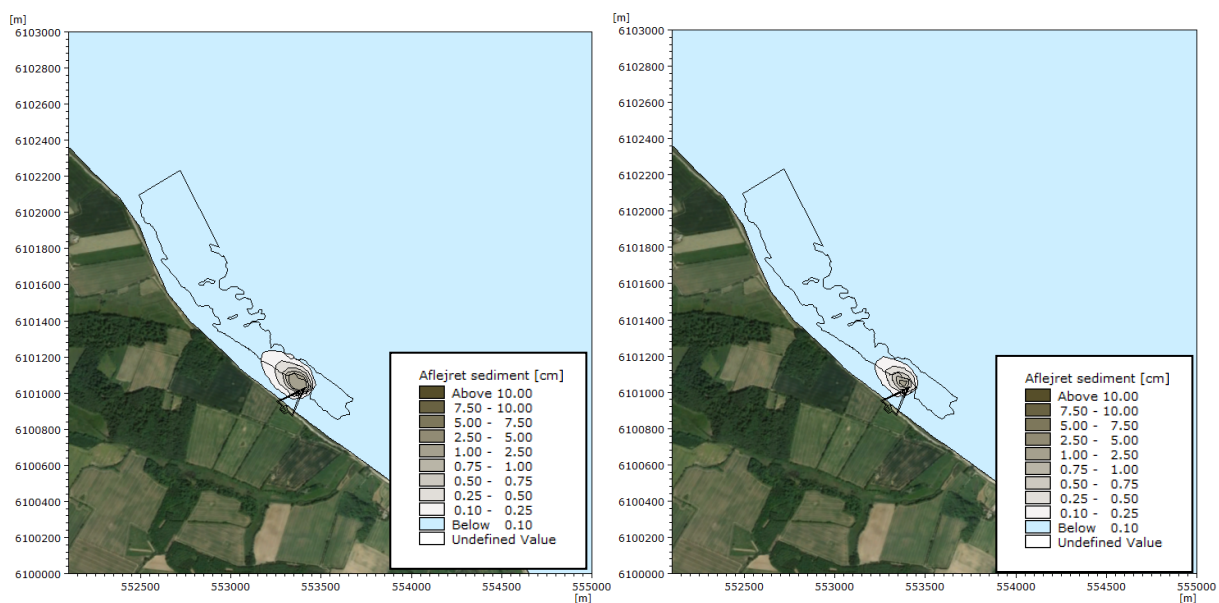 [m]
6103000
6102800
6102600
6102400
6102200
6102000
6101800
6101600
6101400
6101200
6101000
6100800
6100600
6100400
6100200
6100000
552500
553000
553500
554000
554500
555000
[m]
Aflejret sediment [cm]
Above 10.00
7.50 - 10.00
5.00 - 7.50
2.50 - 5.00
1.00 - 2.50
0.75 - 1.00
0.50 - 0.75
0.25 - 0.50
0.10 - 0.25
Below 0.10
Undefined Value
[m]
6103000
6102800
6102600
6102400
6102200
6102000
6101800
6101600
6101400
6101200
6101000
6100800
6100600
6100400
6100200
6100000
552500
553000
553500
554000
554500
555000
[m]
Aflejret sediment [cm]
Above 10.00
7.50 - 10.00
5.00 - 7.50
2.50 - 5.00
1.00 - 2.50
0.75 - 1.00
0.50 - 0.75
0.25 - 0.50
0.10 - 0.25
Below 0.10
Undefined Value